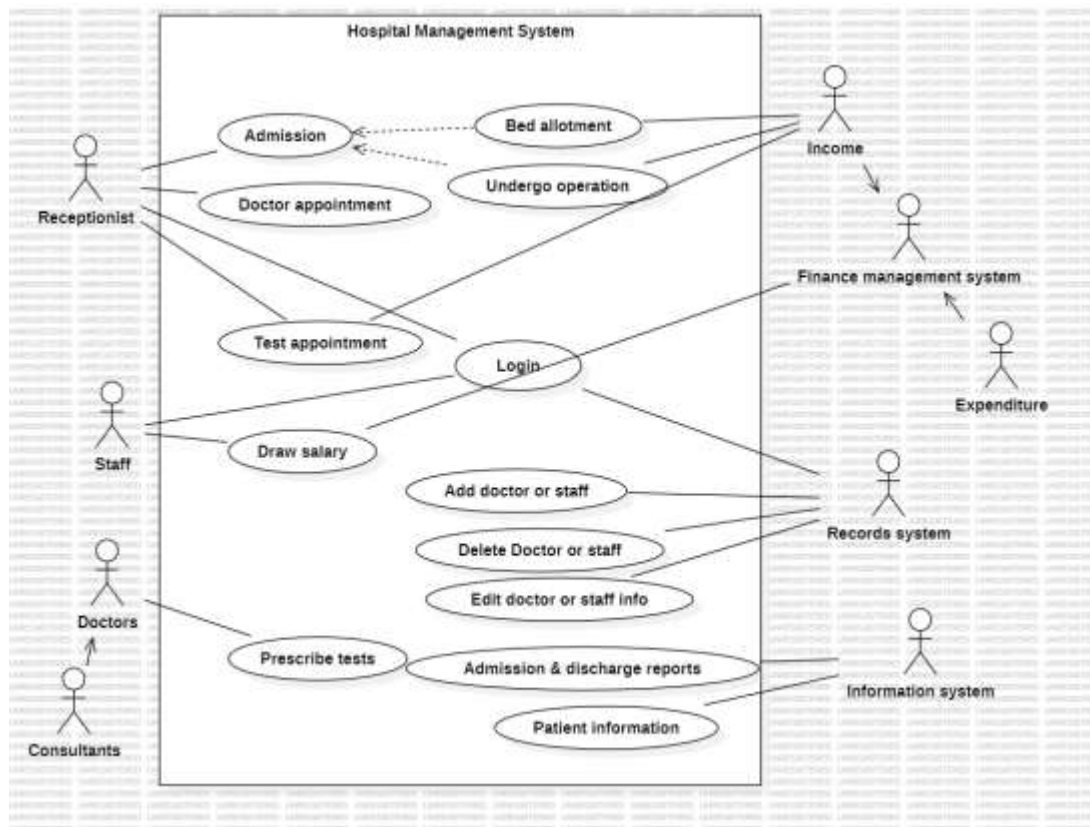 Hospital Management System
Admission
Bed allotment
Income
Undergo operation
Receptionist
Doctor appointment
Finance management system
Test appointment
Login
Expenditure
Staff
Draw salary
Add doctor or staff
Records system
Delete Doctor or staff
Edit doctor or staff info
Doctors
Prescribe tests
Admission & discharge reports
Information system
Patient information
Consultants